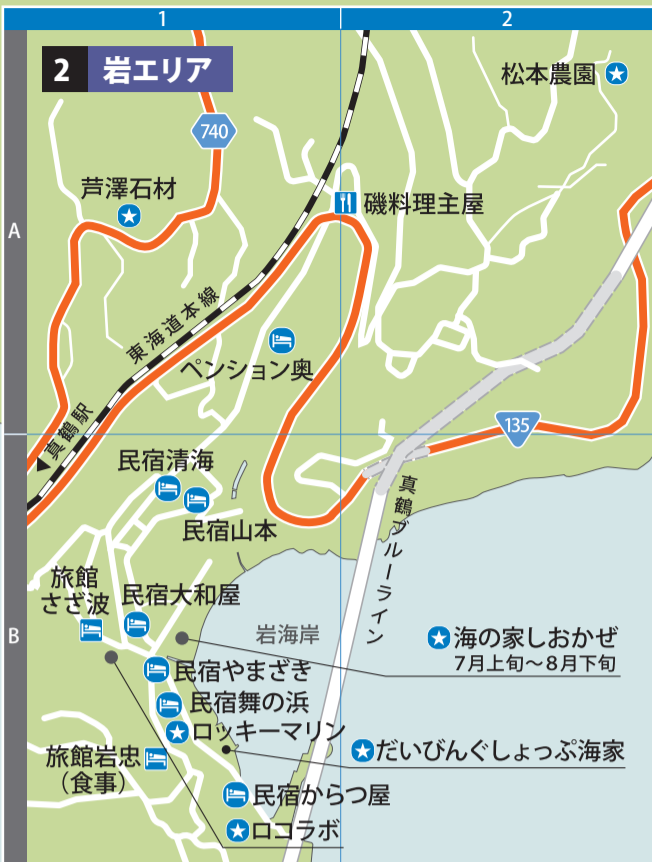 1
2
2 岩エリア
松本農園
740
芦澤石材
A
磯料理主屋
東海道本線
ペンション奥
真鶴駅
135
民宿清海
民宿山本
真鶴ブルーライン
旅館
さざ波
民宿大和屋
B
岩海岸
海の家しおかぜ
7月上旬～8月下旬
民宿やまざき
民宿舞の浜
ロッキーマリン
旅館岩忠
（食事）
だいびんぐしょっぷ海家
民宿からつ屋
ロコラボ